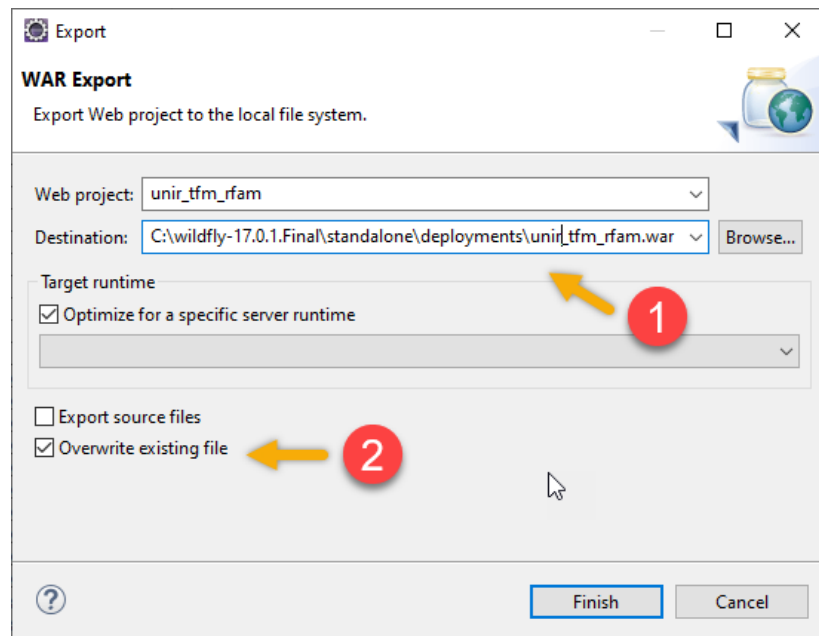 Export
WAR Export
Export Web project to the local file system.
Web project: unir_tfm_rfam
Destination: C:\wildfly-17.0.1.Final\standalone\deployments\unir_tfm_rfam.war Browse...
Target runtime
Optimize for a specific server runtime
1
Export source files
Overwrite existing file
2
? Finish Cancel